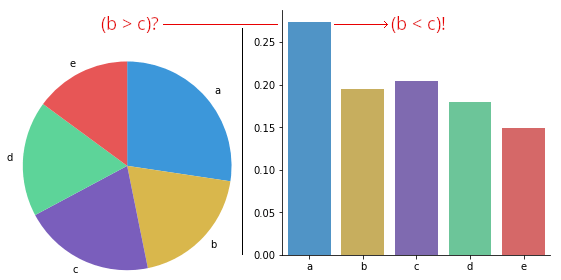 (b > c)?
(b < c)!
e
a
d
b
c
0.25
0.20
0.15
0.10
0.05
0.00
a b c d e